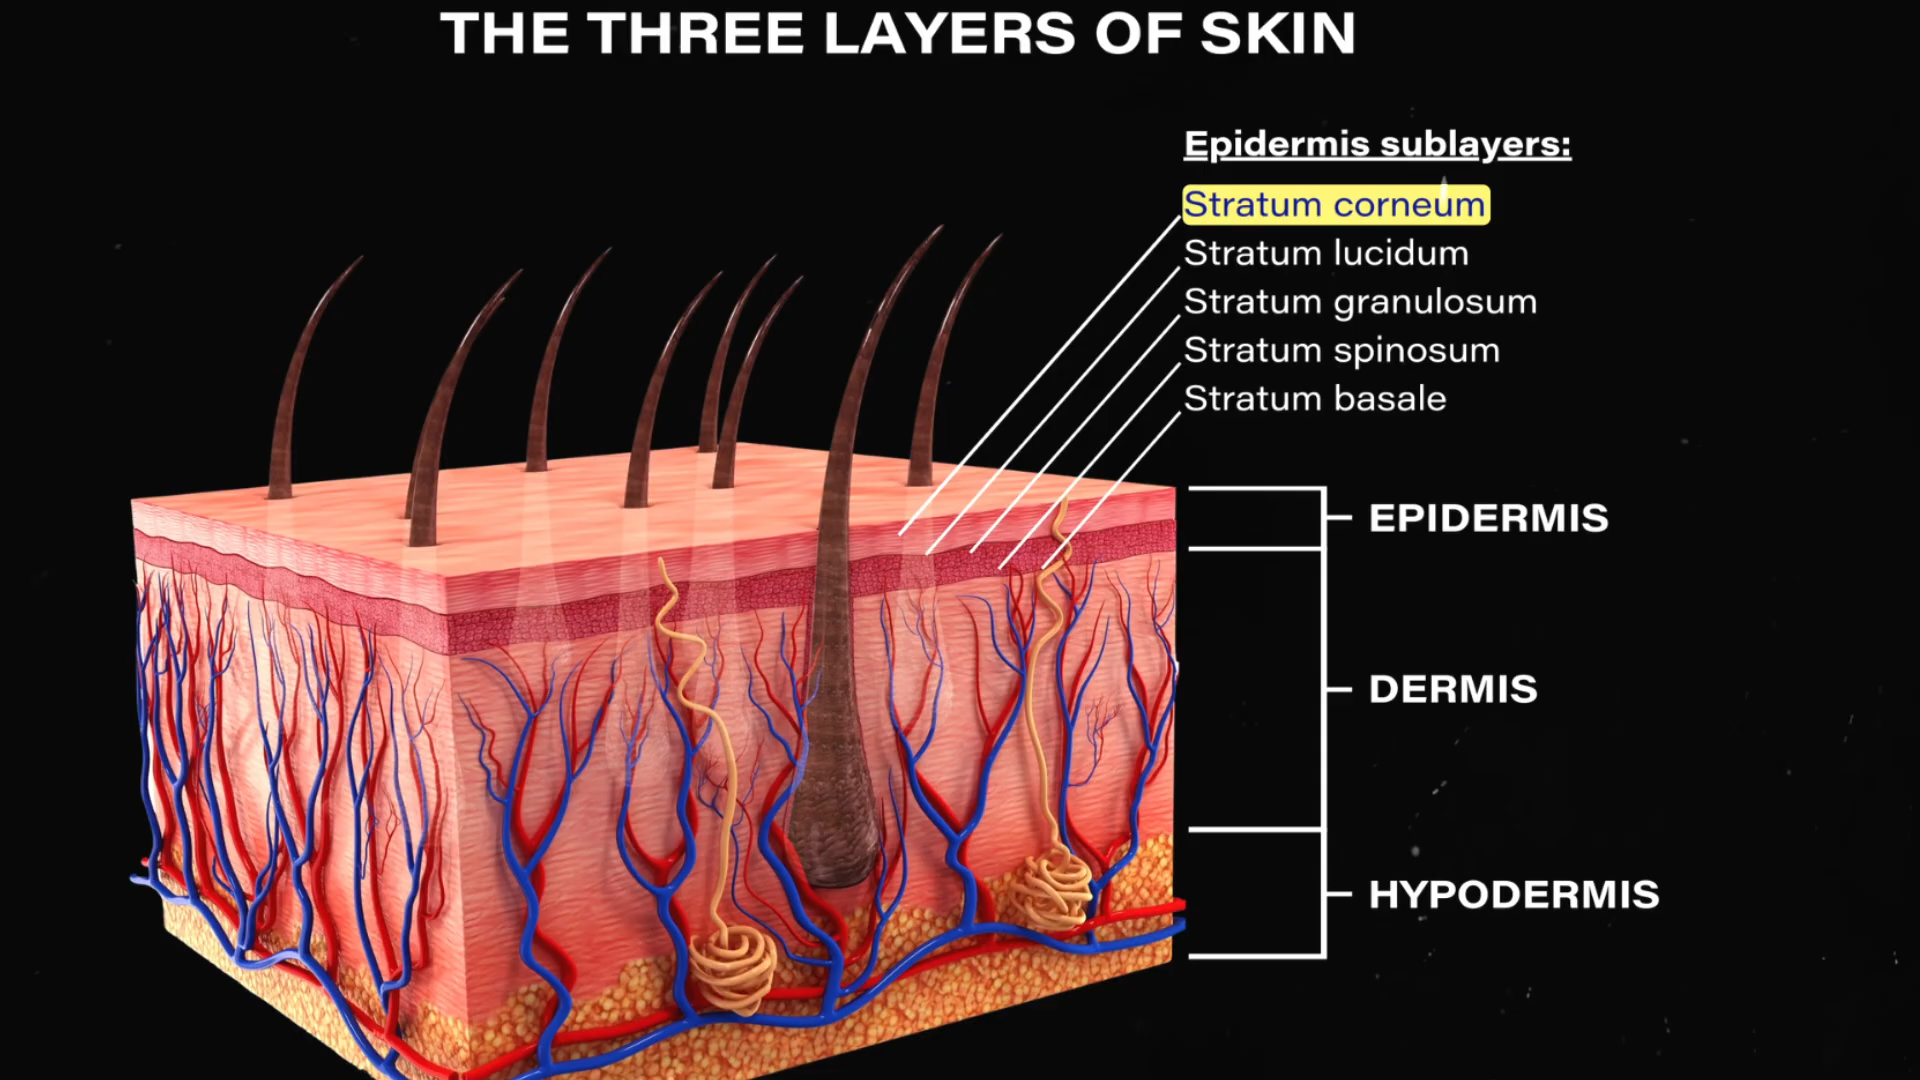 THE THREE LAYERS OF SKIN
Epidermis sublayers:
Stratum corneum
Stratum lucidum
Stratum granulosum
Stratum spinosum
Stratum basale
EPIDERMIS
DERMIS
HYPODERMIS